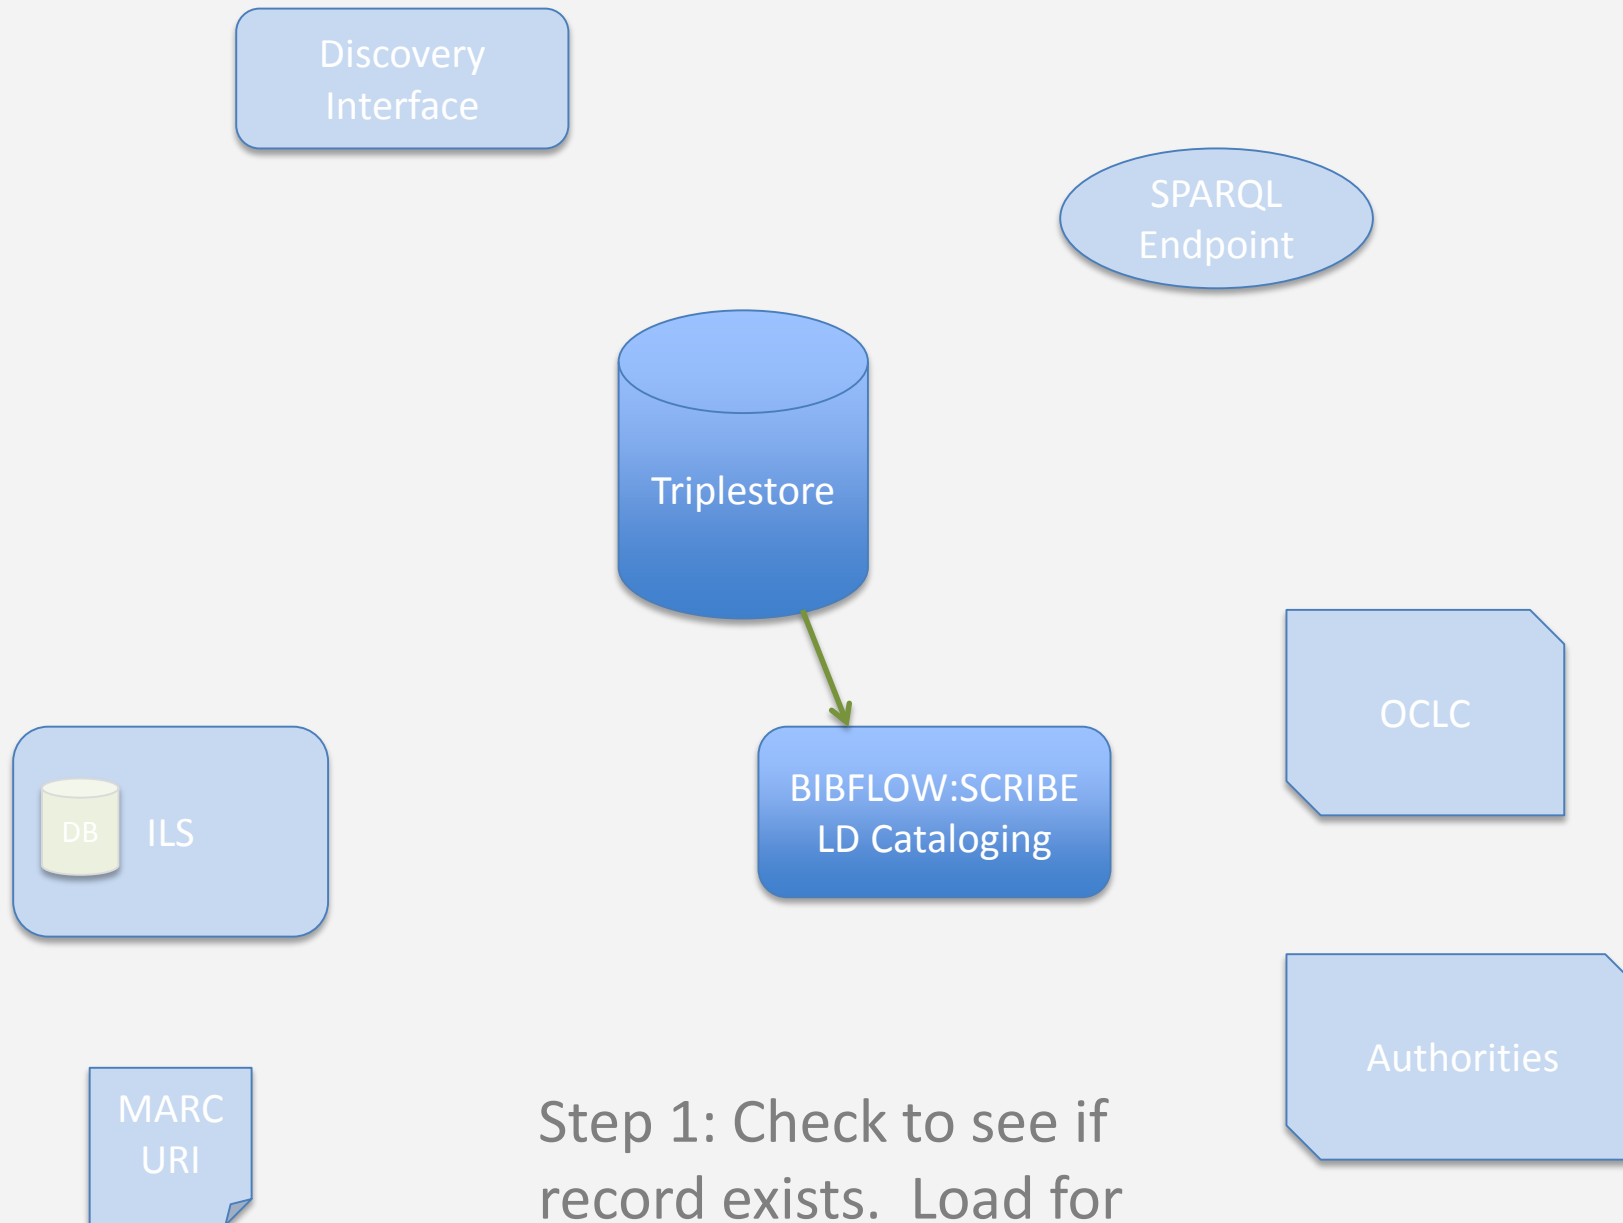 Discovery
Interface
SPARQL
Endpoint
Triplestore
OCLC
BIBFLOW:SCRIBE
LD Cataloging
DB
ILS
Authorities
MARC
URI
Step 1: Check to see if
record exists.  Load for